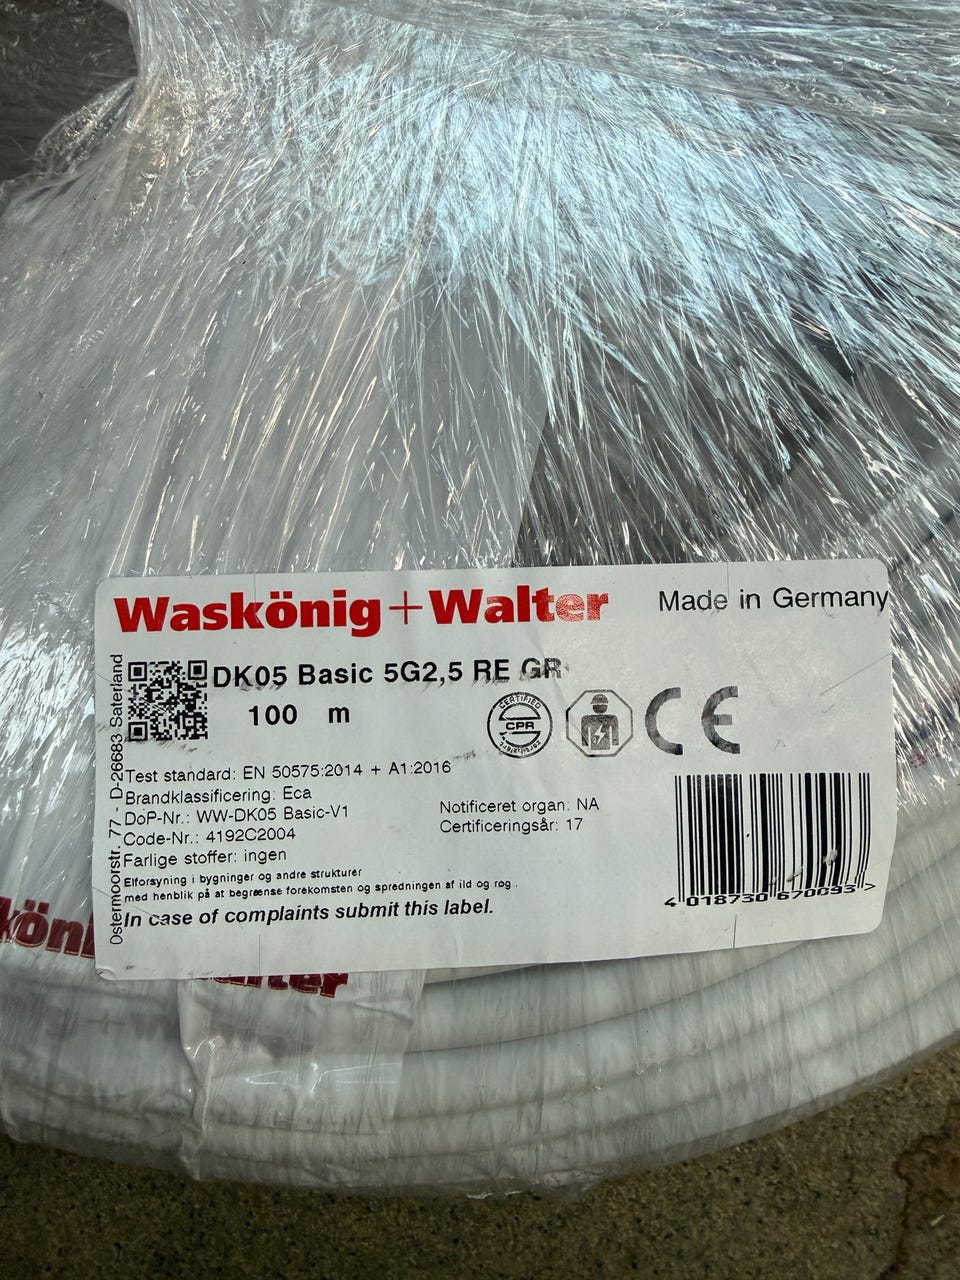 Waskönig+Walter
Made in Germany
DK05 Basic 5G2,5 RE GR
100 m
CERTIFIED
CPR
CE
Ostermoorstr. 77 - D-26683 Saterland
Test standard: EN 50575:2014 + A1:2016
Brandklassificering: Eca
DoP-Nr.: WW-DK05 Basic-V1
Code-Nr.: 4192C2004
Farlige stoffer: ingen
Notificeret organ: NA
Certificeringsår: 17
Elforsyning i bygninger og andre strukturer
med henblik på at begrænse forekomsten og spredningen af ild og røg .
In case of complaints submit this label.
4 018730 670693 >